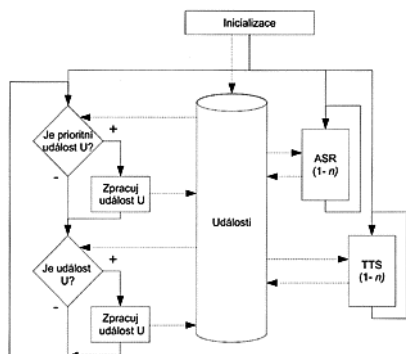 Inicializace
Je prioritní
událost U?
+
-
Zpracuj
událost U
Události
ASR
(1- n)
Je událost
U?
+
-
Zpracuj
událost U
TTS
(1- n)